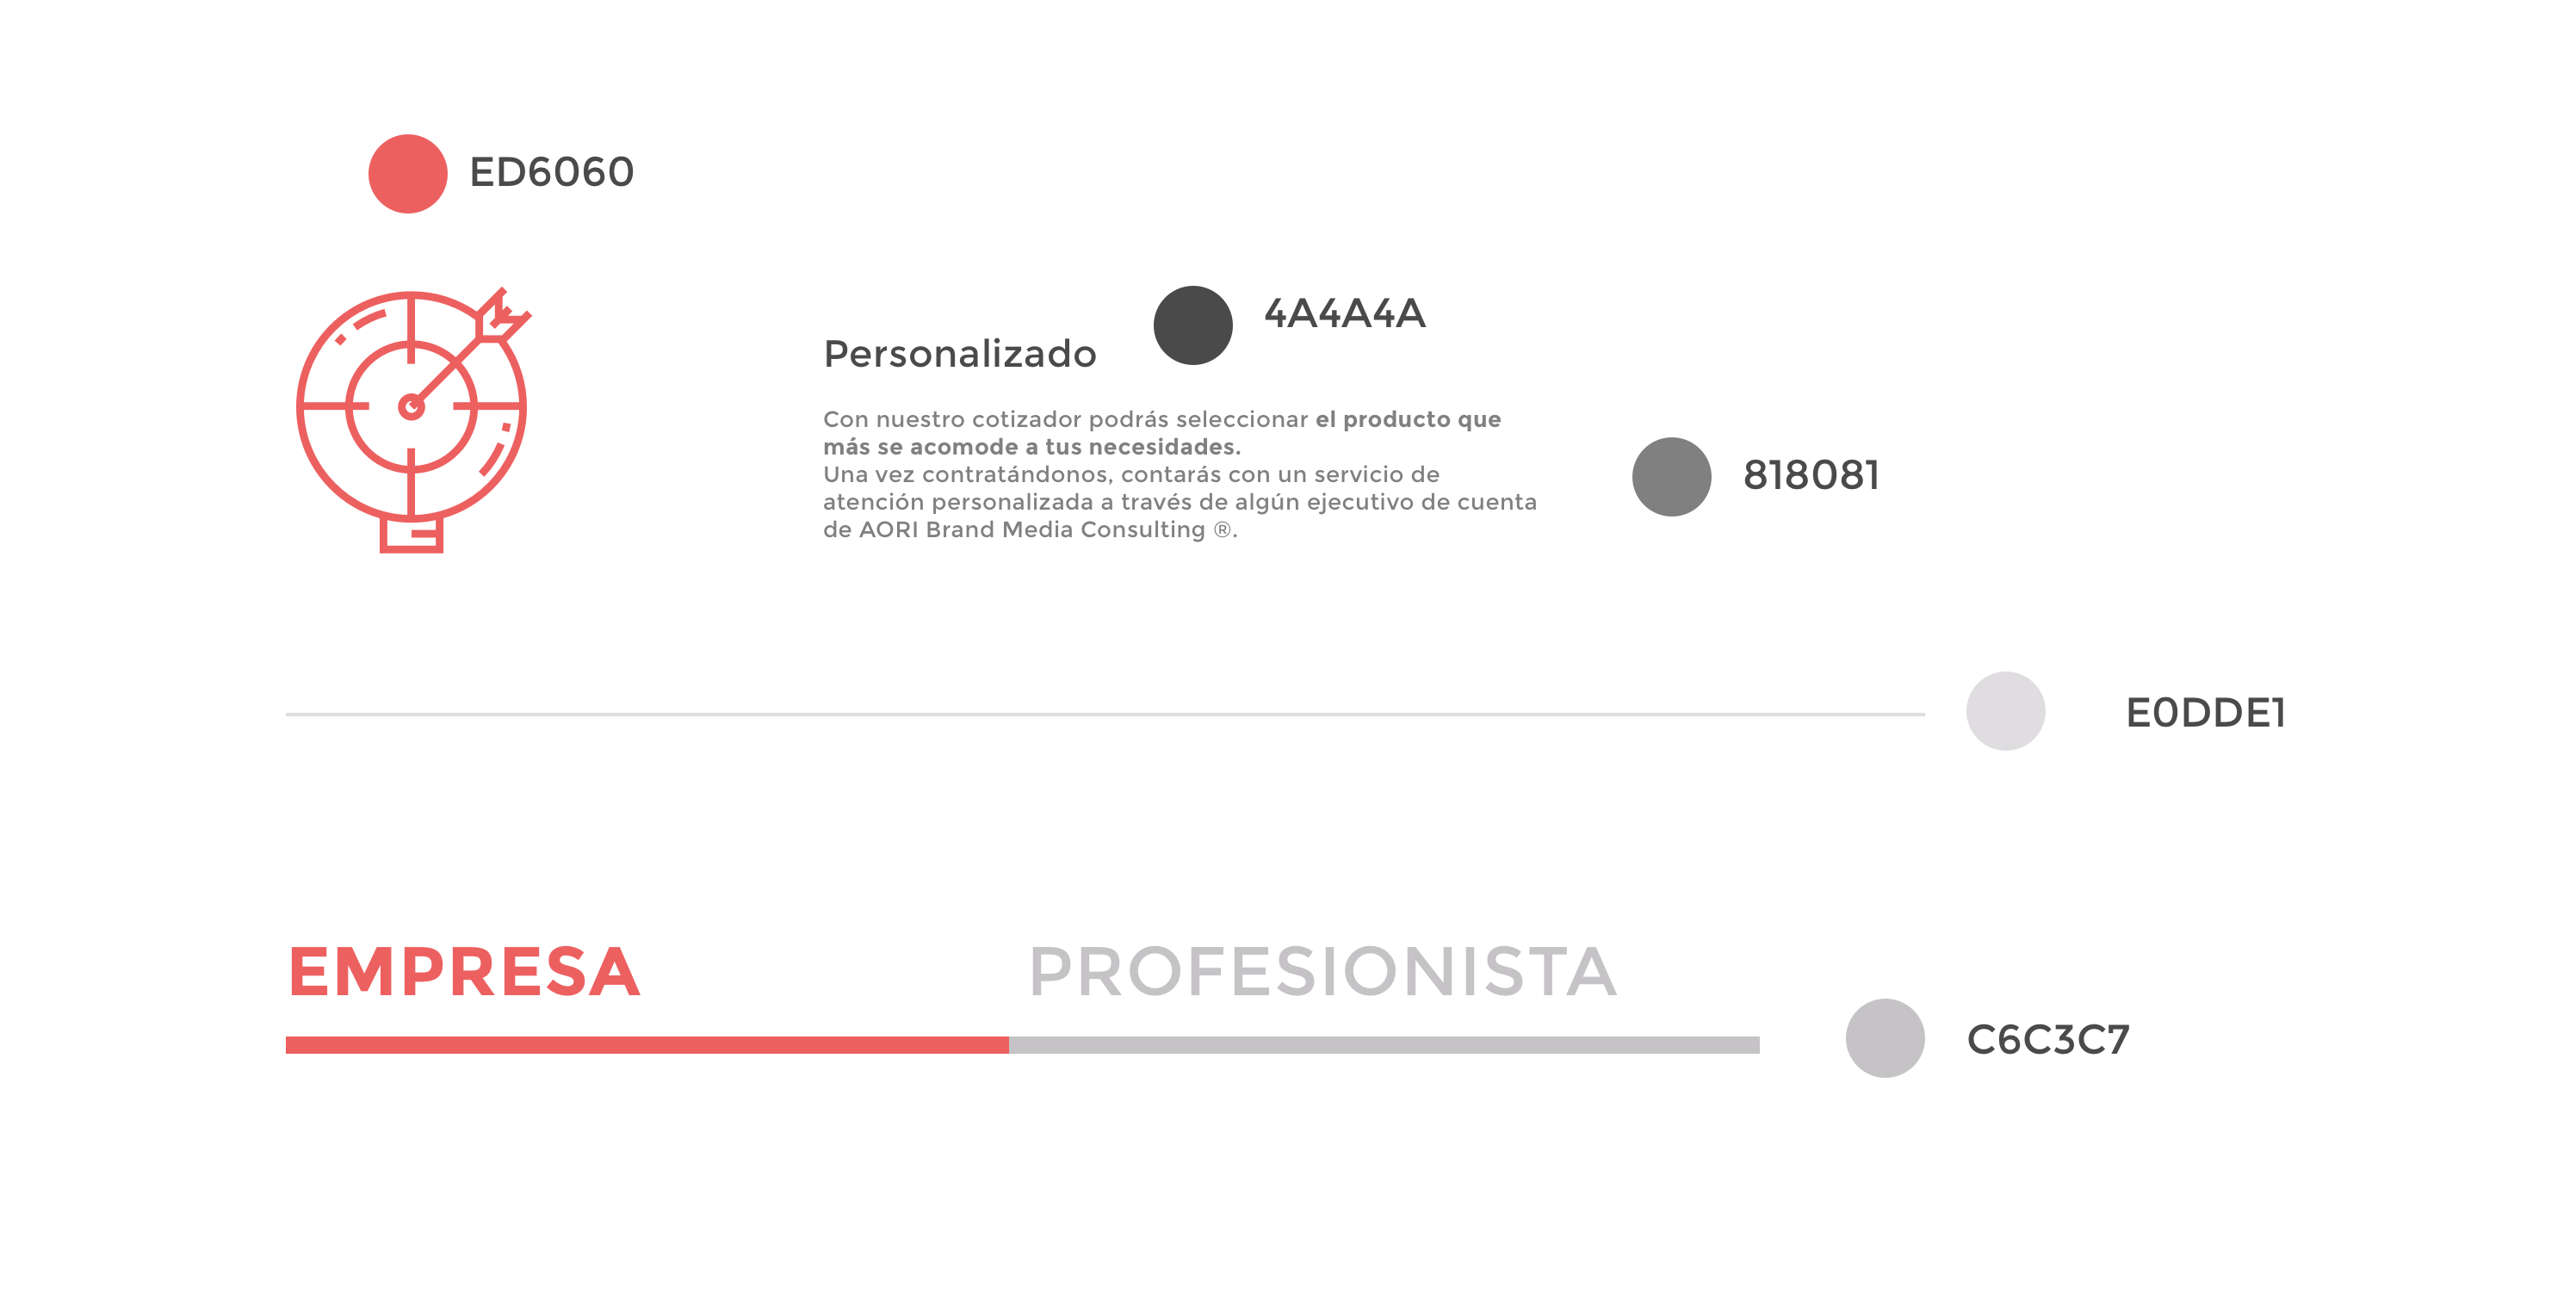 ED6060
4A4A4A
Personalizado
Con nuestro cotizador podrás seleccionar el producto que
más se acomode a tus necesidades.
Una vez contratándonos, contarás con un servicio de
atención personalizada a través de algún ejecutivo de cuenta
de AORI Brand Media Consulting ®.
818081
E0DDE1
EMPRESA
PROFESIONISTA
C6C3C7